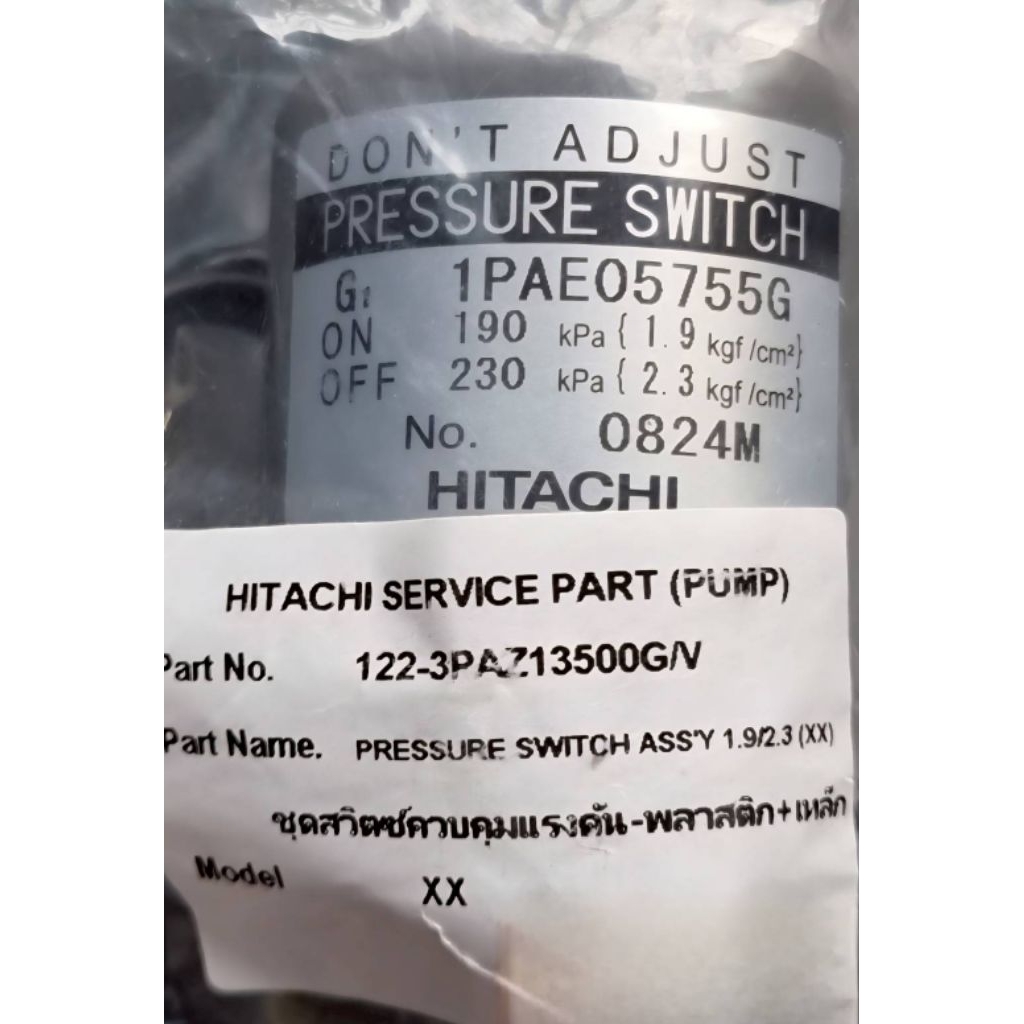 DON'T ADJUST
PRESSURE SWITCH
G1 1PAE05755G
ON 190 kPa { 1.9 kgf/cm²}
OFF 230 kPa { 2.3 kgf/cm²}
No. 0824M
HITACHI
HITACHI SERVICE PART (PUMP)
Part No. 122-3PAZ13500G/V
Part Name. PRESSURE SWITCH ASS'Y 1.9/2.3 (XX)
ชุดสวิตซ์ควบคุมแรงดัน-พลาสติก+เหล็ก
Model XX